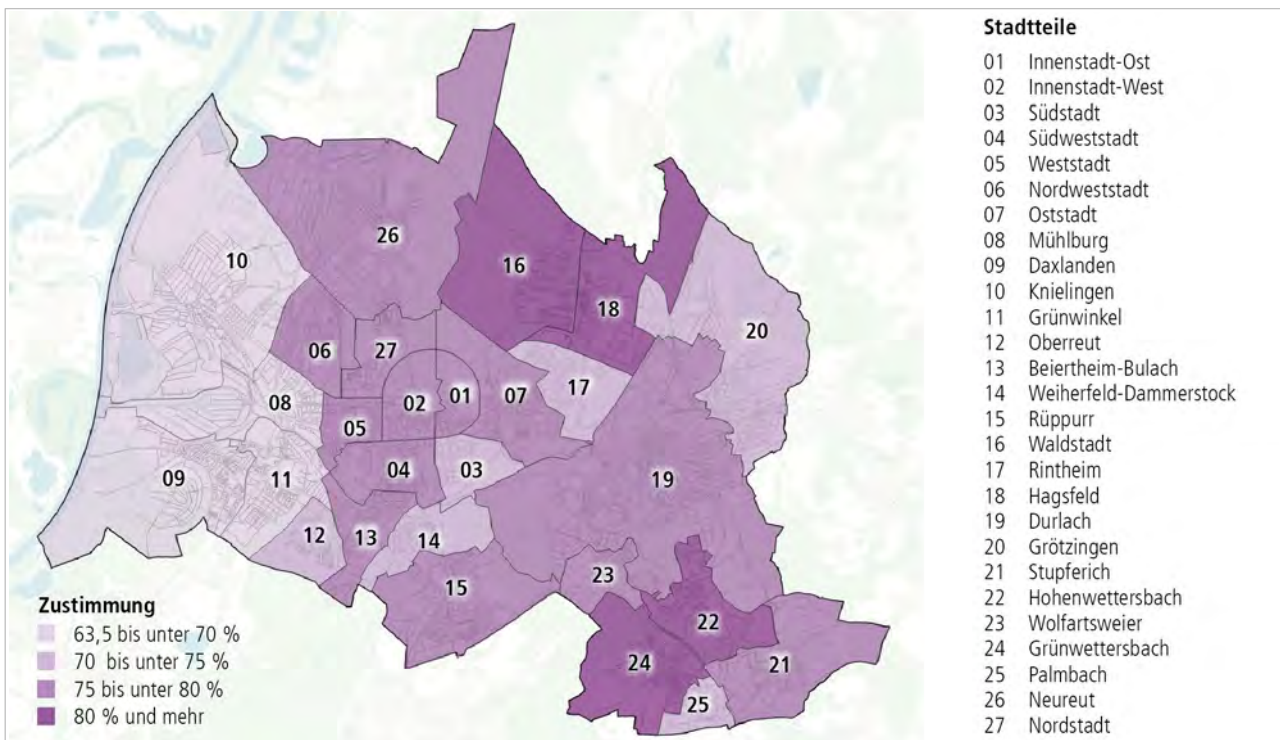 26
10
16
18
20
06
27
17
08
02
01
07
05
04
03
09
11
19
12
13
14
15
23
22
24
21
25
Zustimmung
63,5 bis unter 70 %
70 bis unter 75 %
75 bis unter 80 %
80 % und mehr
Stadtteile
01 Innenstadt-Ost
02 Innenstadt-West
03 Südstadt
04 Südweststadt
05 Weststadt
06 Nordweststadt
07 Oststadt
08 Mühlburg
09 Daxlanden
10 Knielingen
11 Grünwinkel
12 Oberreut
13 Beiertheim-Bulach
14 Weiherfeld-Dammerstock
15 Rüppurr
16 Waldstadt
17 Rintheim
18 Hagsfeld
19 Durlach
20 Grötzingen
21 Stupferich
22 Hohenwettersbach
23 Wolfartsweier
24 Grünwettersbach
25 Palmbach
26 Neureut
27 Nordstadt